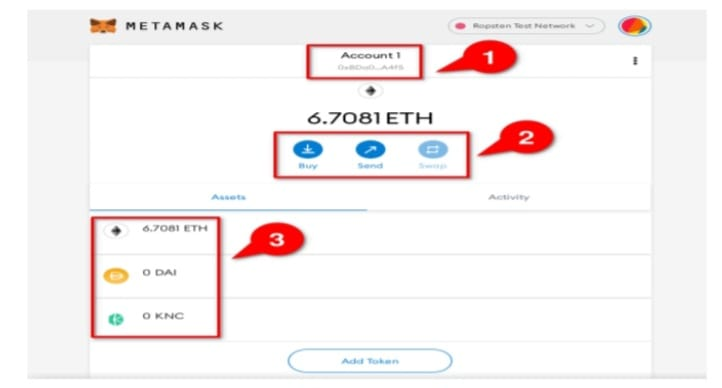 METAMASK
Ropsten Test Network
Account 1
1
6.7081 ETH
2
Buy Send Swap
Assets Activity
6.7081 ETH
3
0 DAI
0 KNC
Add Token